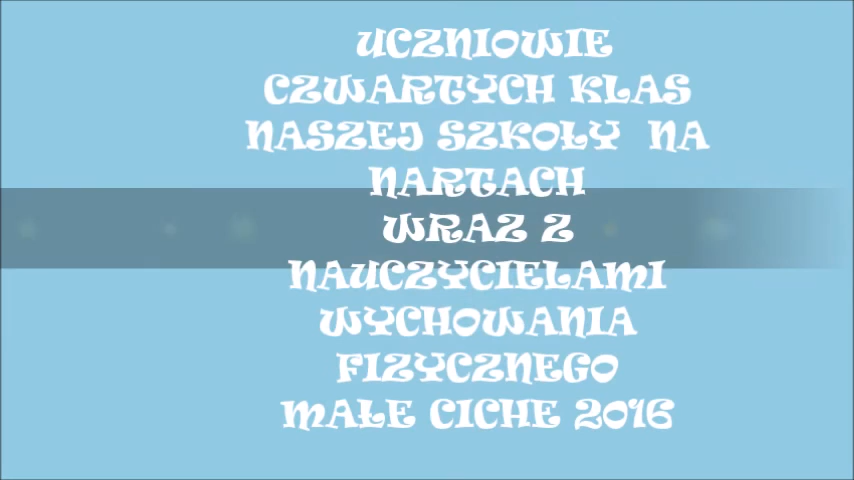 UCZNIOWIE
CZWARTYCH KLAS
NASZEJ SZKOŁY NA
NARTACH
WRAZ Z
NAUCZYCIELAMI
WYCHOWANIA
FIZYCZNEGO
MAŁE CICHE 2016